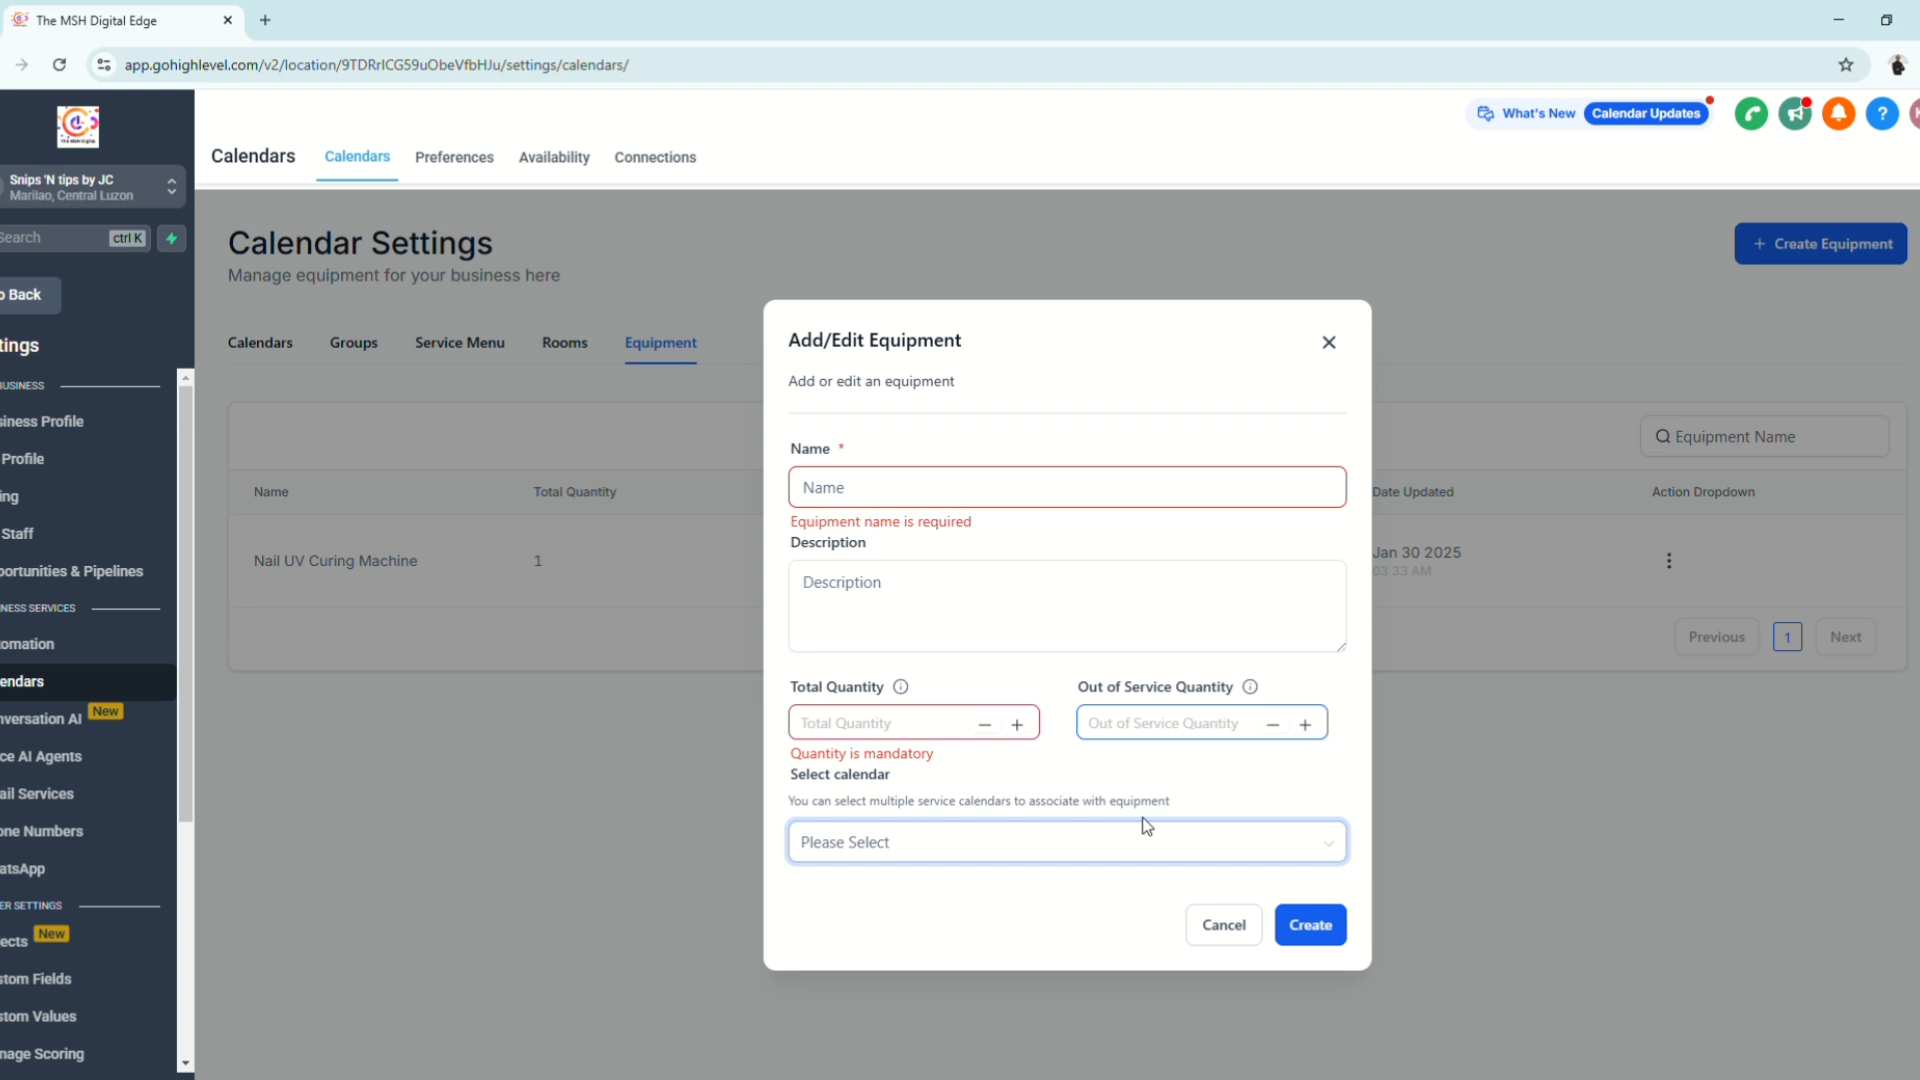 The MSH Digital Edge
app.gohighlevel.com/v2/location/9TDRrlCG59uObeVfbHJu/settings/calendars/
What's New Calendar Updates
Calendars Calendars Preferences Availability Connections
Snips 'N tips by JC
Marilao, Central Luzon
Search ctrl K
o Back
tings
BUSINESS
siness Profile
Profile
ing
Staff
portunities & Pipelines
NESS SERVICES
omation
endars
nversation AI New
ce AI Agents
ail Services
one Numbers
atsApp
ER SETTINGS
ects New
stom Fields
stom Values
nage Scoring
Calendar Settings
Manage equipment for your business here
+ Create Equipment
Calendars Groups Service Menu Rooms Equipment
Equipment Name
Name Total Quantity Date Updated Action Dropdown
Nail UV Curing Machine 1 Jan 30 2025
03 33 AM
Previous 1 Next
Add/Edit Equipment
Add or edit an equipment
Name *
Name
Equipment name is required
Description
Description
Total Quantity Out of Service Quantity
Total Quantity Out of Service Quantity
Quantity is mandatory
Select calendar
You can select multiple service calendars to associate with equipment
Please Select
Cancel Create